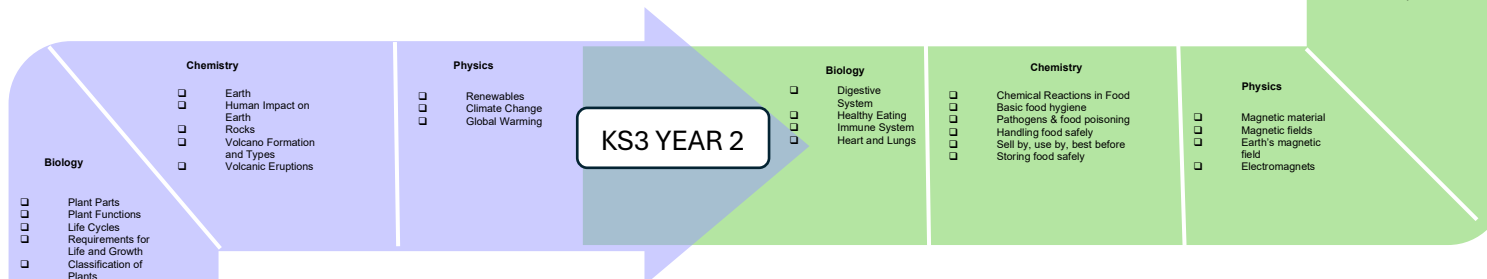 Biology
Plant Parts
Plant Functions
Life Cycles
Requirements for
Life and Growth
Classification of
Plants
Chemistry
Earth
Human Impact on
Earth
Rocks
Volcano Formation
and Types
Volcanic Eruptions
Physics
Renewables
Climate Change
Global Warming
KS3 YEAR 2
Biology
Digestive
System
Healthy Eating
Immune System
Heart and Lungs
Chemistry
Chemical Reactions in Food
Basic food hygiene
Pathogens & food poisoning
Handling food safely
Sell by, use by, best before
Storing food safely
Physics
Magnetic material
Magnetic fields
Earth's magnetic
field
Electromagnets